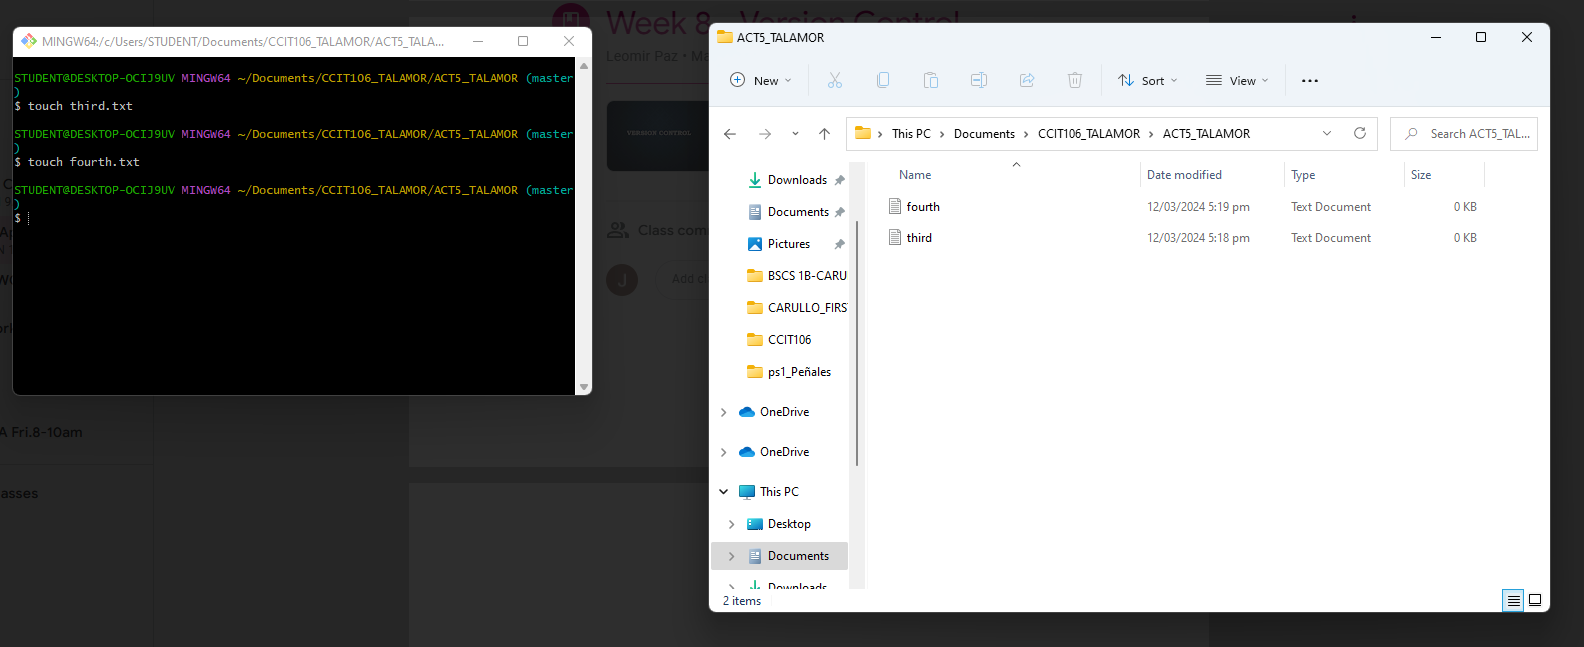 Week 8 - Version Control
Leomir Paz •
VERSION CONTROL
Class com
J
Add cl
A Fri.8-10am
asses
MINGW64:/c/Users/STUDENT/Documents/CCIT106_TALAMOR/ACT5_TALA...
STUDENT@DESKTOP-OCIJ9UV MINGW64 ~/Documents/CCIT106_TALAMOR/ACT5_TALAMOR (master
)
$ touch third.txt
STUDENT@DESKTOP-OCIJ9UV MINGW64 ~/Documents/CCIT106_TALAMOR/ACT5_TALAMOR (master
)
$ touch fourth.txt
STUDENT@DESKTOP-OCIJ9UV MINGW64 ~/Documents/CCIT106_TALAMOR/ACT5_TALAMOR (master
)
$
ACT5_TALAMOR
New Sort View
This PC > Documents > CCIT106_TALAMOR > ACT5_TALAMOR
Search ACT5_TAL...
Downloads
Documents
Pictures
BSCS 1B-CARU
CARULLO_FIRS
CCIT106
ps1_Peñales
OneDrive
OneDrive
This PC
Desktop
Documents
Downloads
Name Date modified Type Size
fourth 12/03/2024 5:19 pm Text Document 0 KB
third 12/03/2024 5:18 pm Text Document 0 KB
2 items